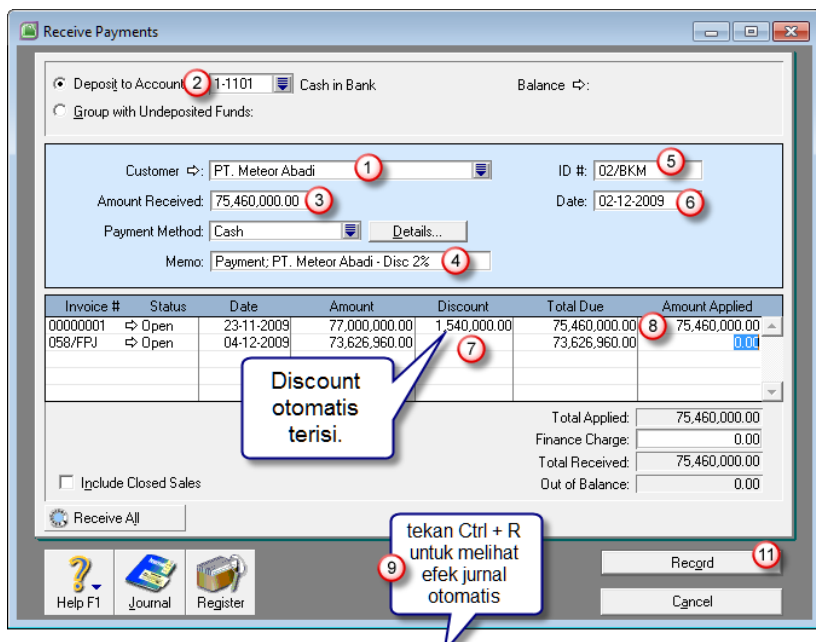 Receive Payments
Deposit to Account 2 1-1101 Cash in Bank Balance ⇨:
Group with Undeposited Funds:
Customer ⇨: PT. Meteor Abadi 1 ID #: 02/BKM 5
Amount Received: 75,460,000.00 3 Date: 02-12-2009 6
Payment Method: Cash Details...
Memo: Payment; PT. Meteor Abadi - Disc 2% 4
Invoice # Status Date Amount Discount Total Due Amount Applied
00000001 ⇨ Open 23-11-2009 77,000,000.00 1,540,000.00 75,460,000.00 8 75,460,000.00
058/FPJ ⇨ Open 04-12-2009 73,626,960.00 7 73,626,960.00 0.00
Discount
otomatis
terisi.
Total Applied: 75,460,000.00
Finance Charge: 0.00
Total Received: 75,460,000.00
Include Closed Sales Out of Balance: 0.00
Receive All
tekan Ctrl + R
9 untuk melihat
efek jurnal
otomatis
Record 11
Help F1 Journal Register Cancel